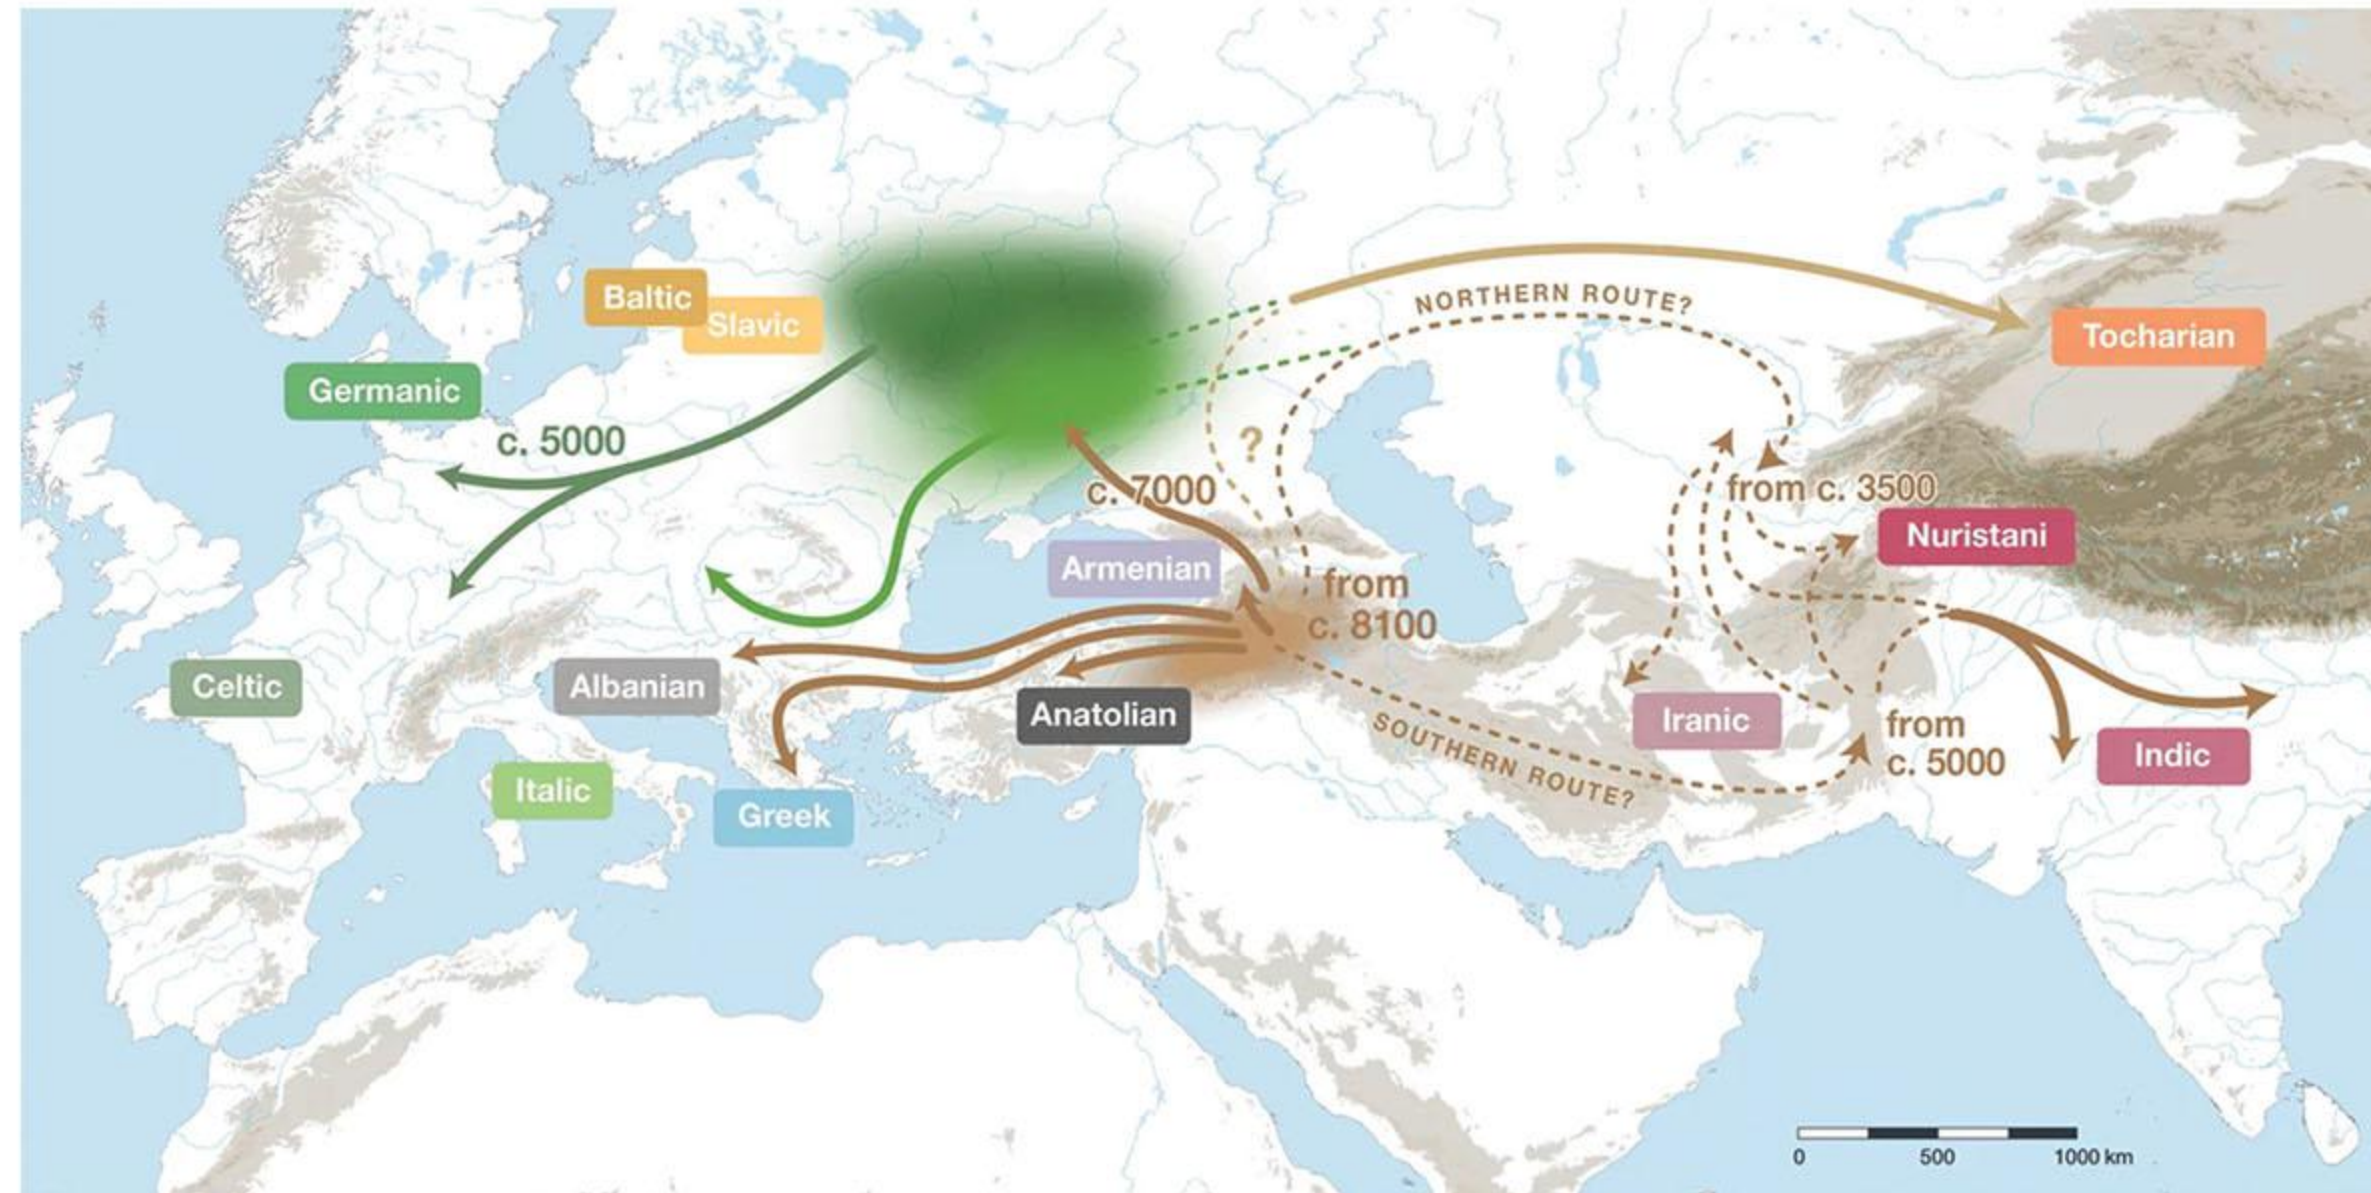 NORTHERN ROUTE?
Baltic
Slavic
Tocharian
Germanic
c. 5000
?
c. 7000
from c. 3500
Nuristani
Armenian
from
c. 8100
Celtic
Albanian
Anatolian
Iranic
SOUTHERN ROUTE?
from
c. 5000
Indic
Italic
Greek
0 500 1000 km